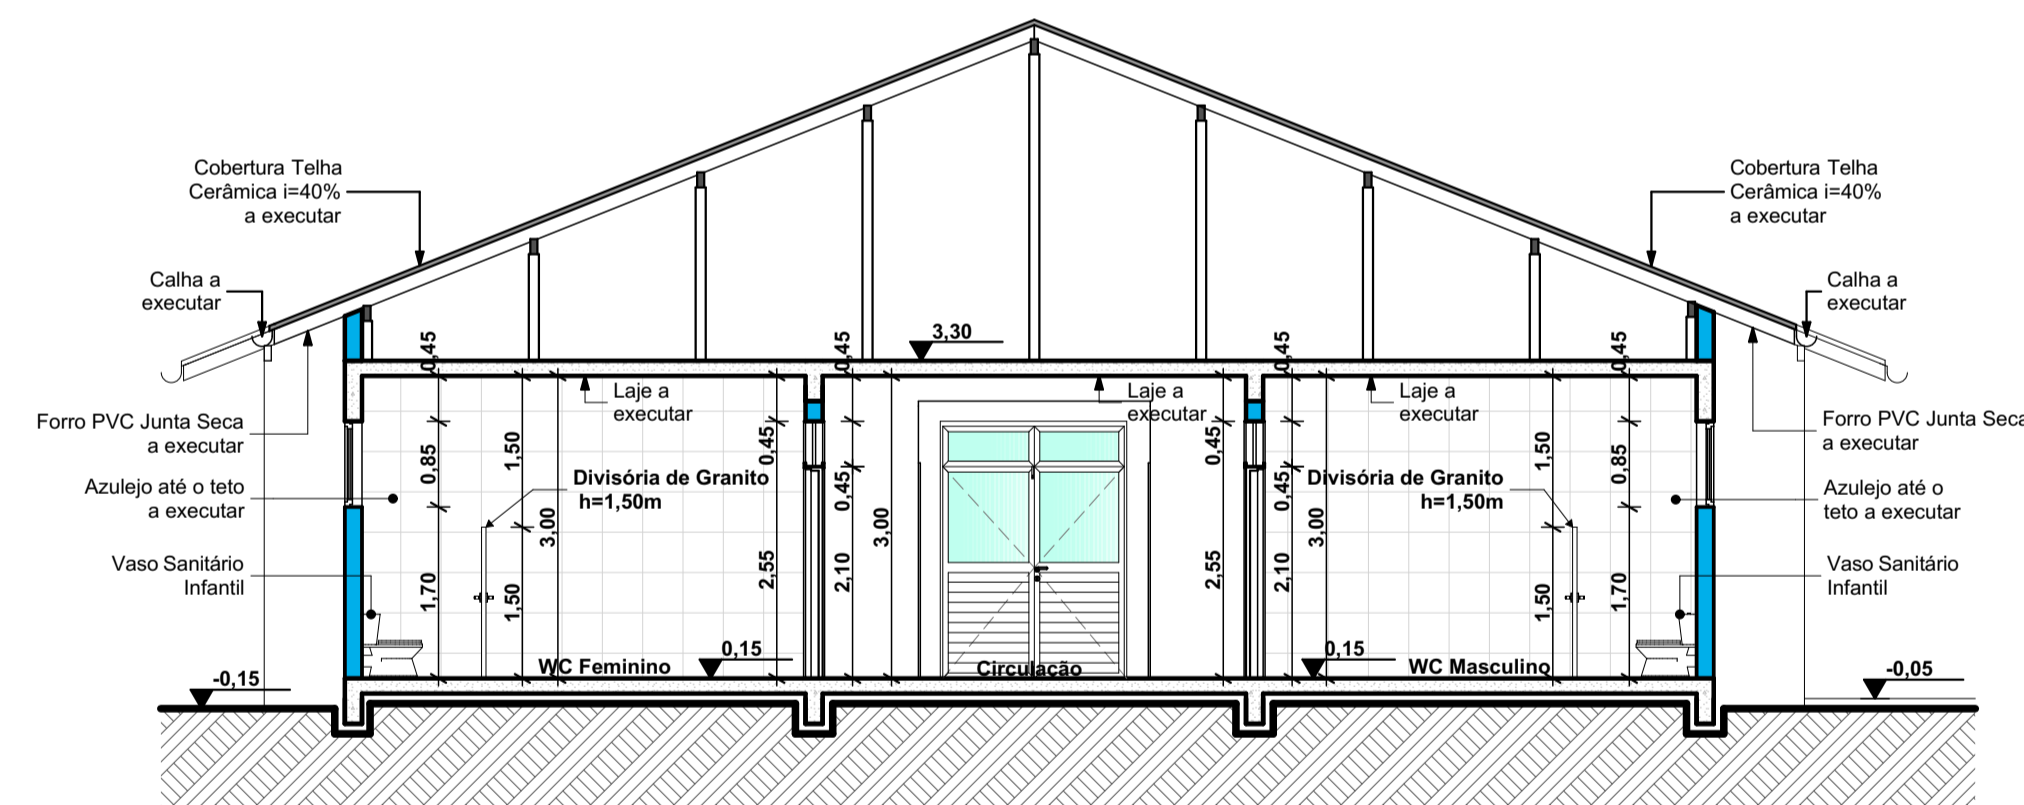 Cobertura Telha
Cerâmica i=40%
a executar
Cobertura Telha
Cerâmica i=40%
a executar
Calha a
executar
Calha a
executar
3,30
0,45
0,45
0,45
0,45
Laje a
executar
Laje a
executar
Laje a
executar
Forro PVC Junta Seca
a executar
Forro PVC Junta Seca
a executar
0,85
1,50
0,45
0,45
0,45
0,45
1,50
0,85
Divisória de Granito
h=1,50m
Divisória de Granito
h=1,50m
Azulejo até o teto
a executar
Azulejo até o
teto a executar
3,00
3,00
3,00
Vaso Sanitário
Infantil
Vaso Sanitário
Infantil
1,70
1,50
2,55
2,10
2,55
2,10
1,50
1,70
0,15
0,15
WC Feminino
Circulação
WC Masculino
-0,15
-0,05